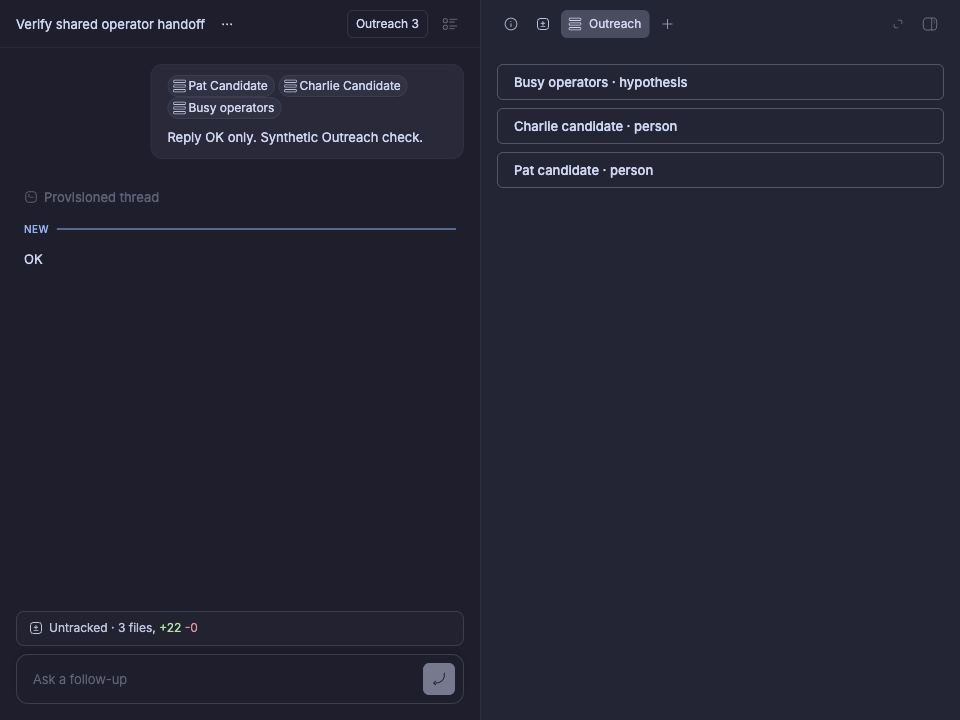 Verify shared operator handoff
Outreach 3
Pat Candidate Charlie Candidate
Busy operators
Reply OK only. Synthetic Outreach check.
Provisioned thread
NEW
OK
Untracked · 3 files, +22 -0
Ask a follow-up
Outreach
Busy operators · hypothesis
Charlie candidate · person
Pat candidate · person